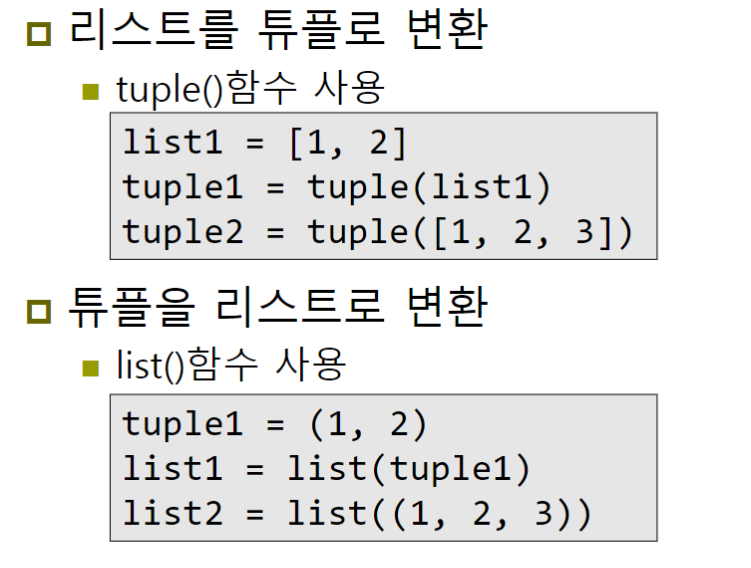 리스트를 튜플로 변환
tuple()함수 사용
list1 = [1, 2]
tuple1 = tuple(list1)
tuple2 = tuple([1, 2, 3])
튜플을 리스트로 변환
list()함수 사용
tuple1 = (1, 2)
list1 = list(tuple1)
list2 = list((1, 2, 3))